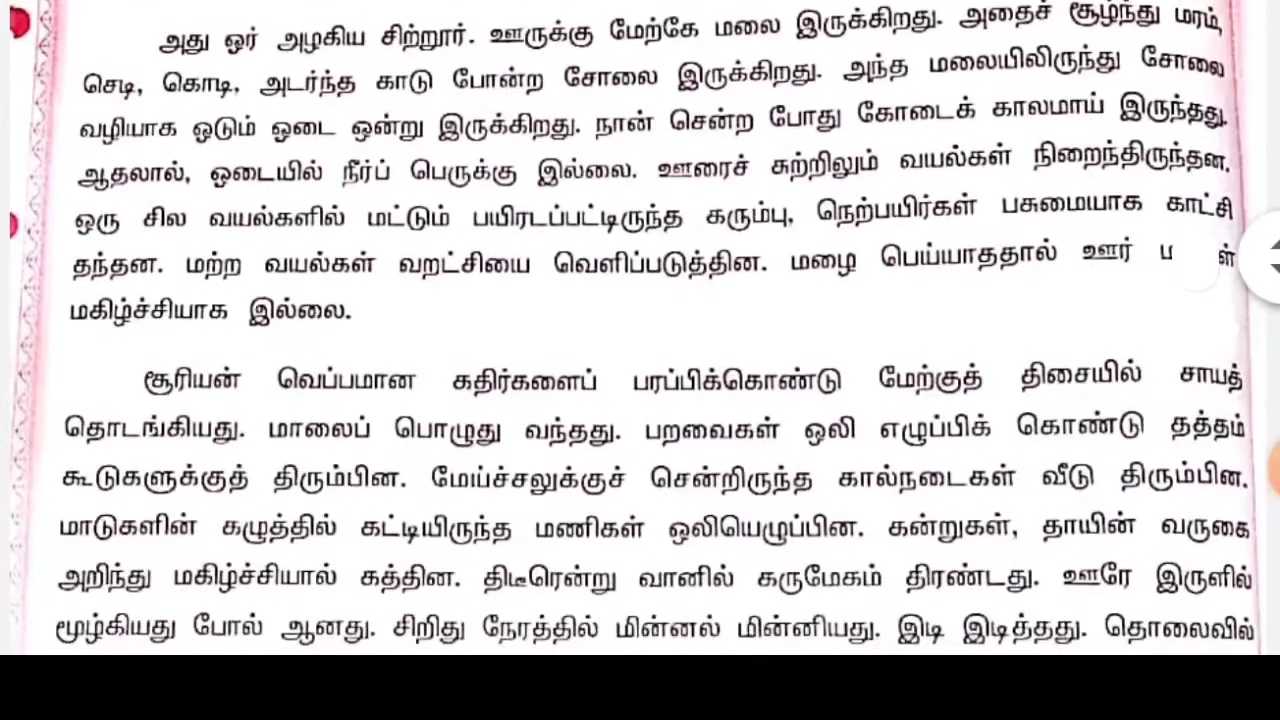 அது ஓர் அழகிய சிற்றூர். ஊருக்கு மேற்கே மலை இருக்கிறது. அதைச் சூழ்ந்து மரம்,
செடி, கொடி, அடர்ந்த காடு போன்ற சோலை இருக்கிறது. அந்த மலையிலிருந்து சோலை
வழியாக ஓடும் ஓடை ஒன்று இருக்கிறது. நான் சென்ற போது கோடைக் காலமாய் இருந்தது.
ஆதலால், ஓடையில் நீர்ப் பெருக்கு இல்லை. ஊரைச் சுற்றிலும் வயல்கள் நிறைந்திருந்தன.
ஒரு சில வயல்களில் மட்டும் பயிரடப்பட்டிருந்த கரும்பு, நெற்பயிர்கள் பசுமையாக காட்சி
தந்தன. மற்ற வயல்கள் வறட்சியை வெளிப்படுத்தின. மழை பெய்யாததால் ஊர்
மகிழ்ச்சியாக இல்லை.
சூரியன் வெப்பமான கதிர்களைப் பரப்பிக்கொண்டு மேற்குத் திசையில் சாயத்
தொடங்கியது. மாலைப் பொழுது வந்தது. பறவைகள் ஒலி எழுப்பிக் கொண்டு தத்தம்
கூடுகளுக்குத் திரும்பின. மேய்ச்சலுக்குச் சென்றிருந்த கால்நடைகள் வீடு திரும்பின.
மாடுகளின் கழுத்தில் கட்டியிருந்த மணிகள் ஒலியெழுப்பின. கன்றுகள், தாயின் வருகை
அறிந்து மகிழ்ச்சியால் கத்தின. திடீரென்று வானில் கருமேகம் திரண்டது. ஊரே இருளில்
மூழ்கியது போல் ஆனது. சிறிது நேரத்தில் மின்னல் மின்னியது. இடி இடித்தது. தொலைவில்